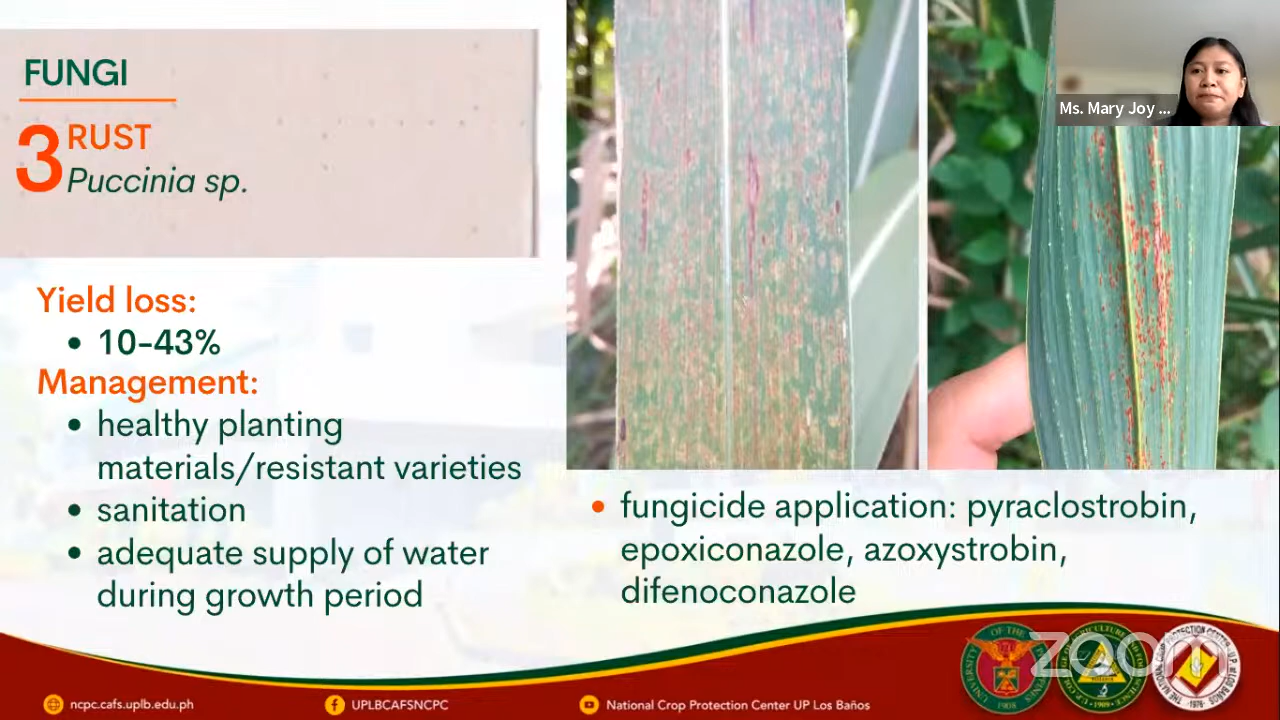 FUNGI
3
RUST
Puccinia sp.
Yield loss:
• 10-43%
Management:
• healthy planting
materials/resistant varieties
• sanitation
• adequate supply of water
during growth period
Ms. Mary Joy ...
• fungicide application: pyraclostrobin,
epoxiconazole, azoxystrobin,
difenoconazole
ncpc.cafs.uplb.edu.ph
UPLBCAFSNCPC
National Crop Protection Center UP Los Baños
zoom